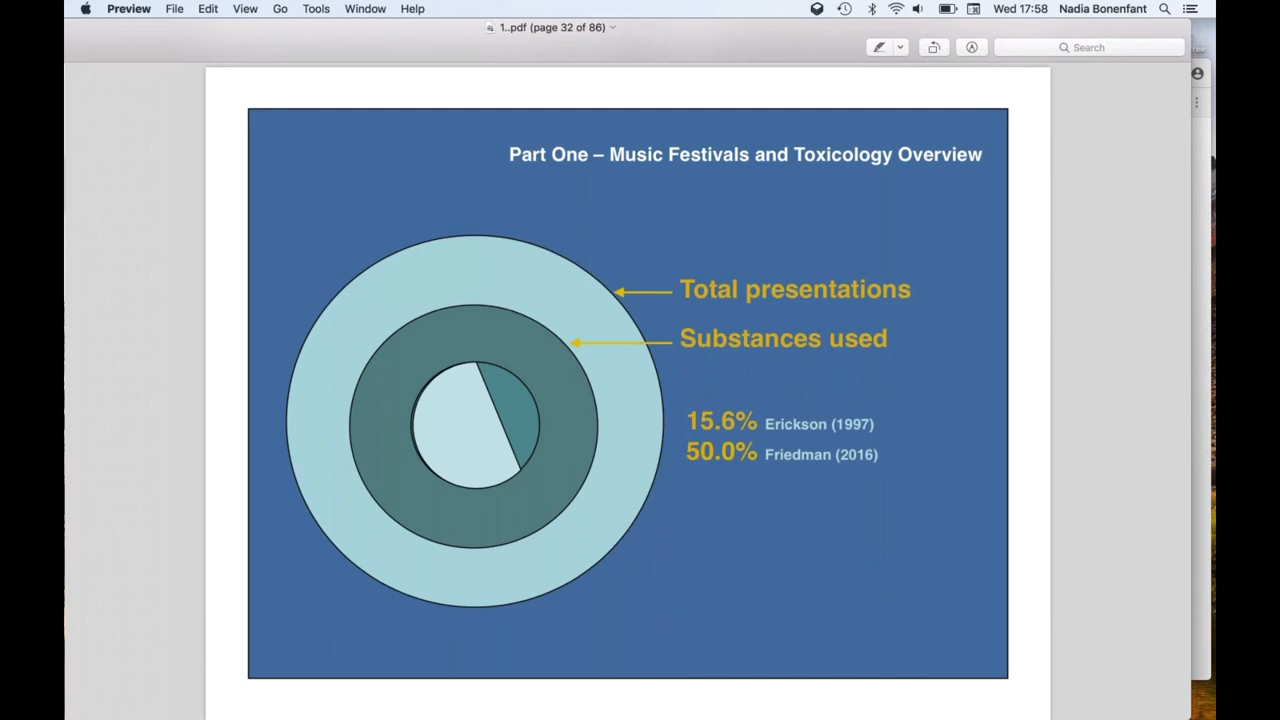 Preview File Edit View Go Tools Window Help Wed 17:58 Nadia Bonenfant
1..pdf (page 32 of 86)
Search
Part One – Music Festivals and Toxicology Overview
Total presentations
Substances used
15.6% Erickson (1997)
50.0% Friedman (2016)